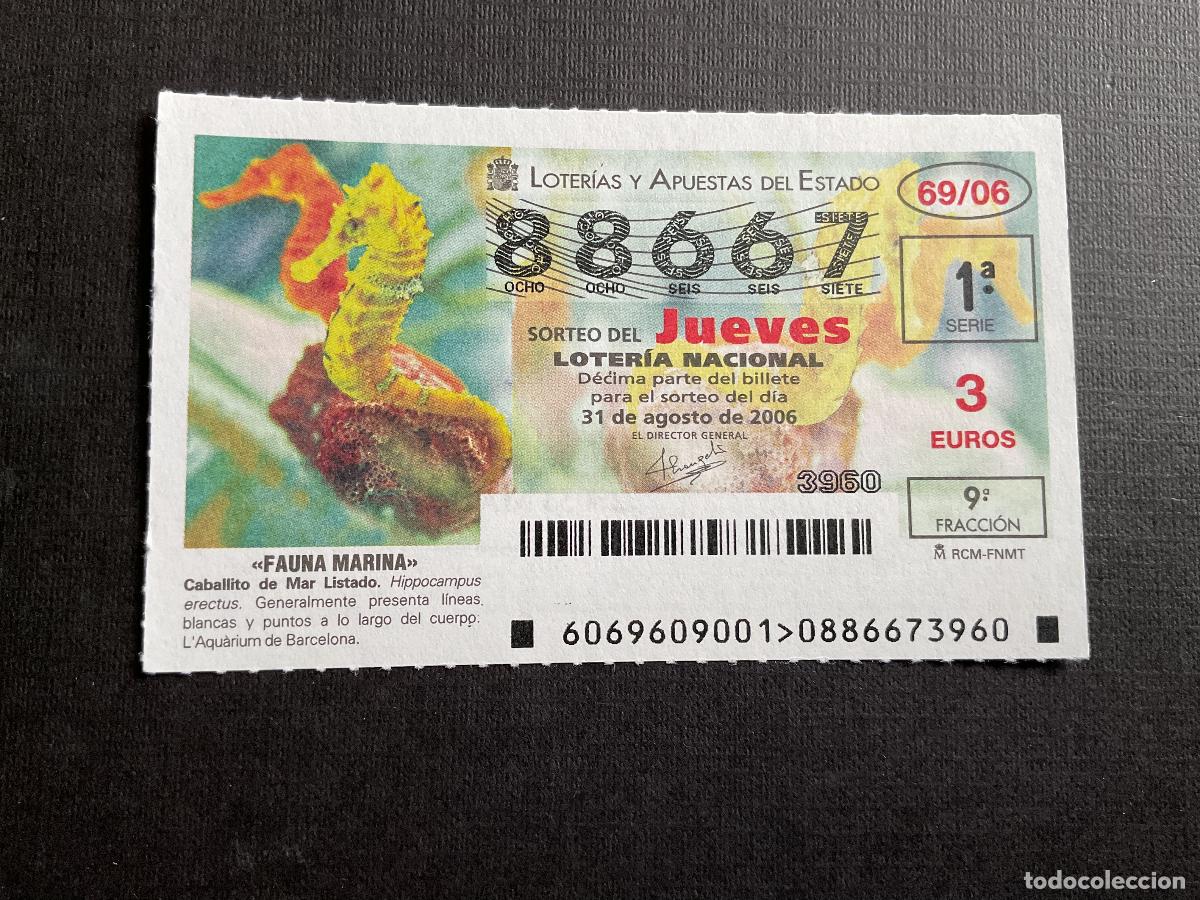 LOTERÍAS Y APUESTAS DEL ESTADO
69/06
88667
OCHO OCHO SEIS SEIS SIETE
1ª
SERIE
SORTEO DEL Jueves
LOTERÍA NACIONAL
Décima parte del billete
para el sorteo del día
31 de agosto de 2006
EL DIRECTOR GENERAL
3
EUROS
3960
9ª
FRACCIÓN
RCM-FNMT
«FAUNA MARINA»
Caballito de Mar Listado. Hippocampus
erectus. Generalmente presenta líneas
blancas y puntos a lo largo del cuerpo.
L'Aquàrium de Barcelona.
6069609001>0886673960
todocoleccion